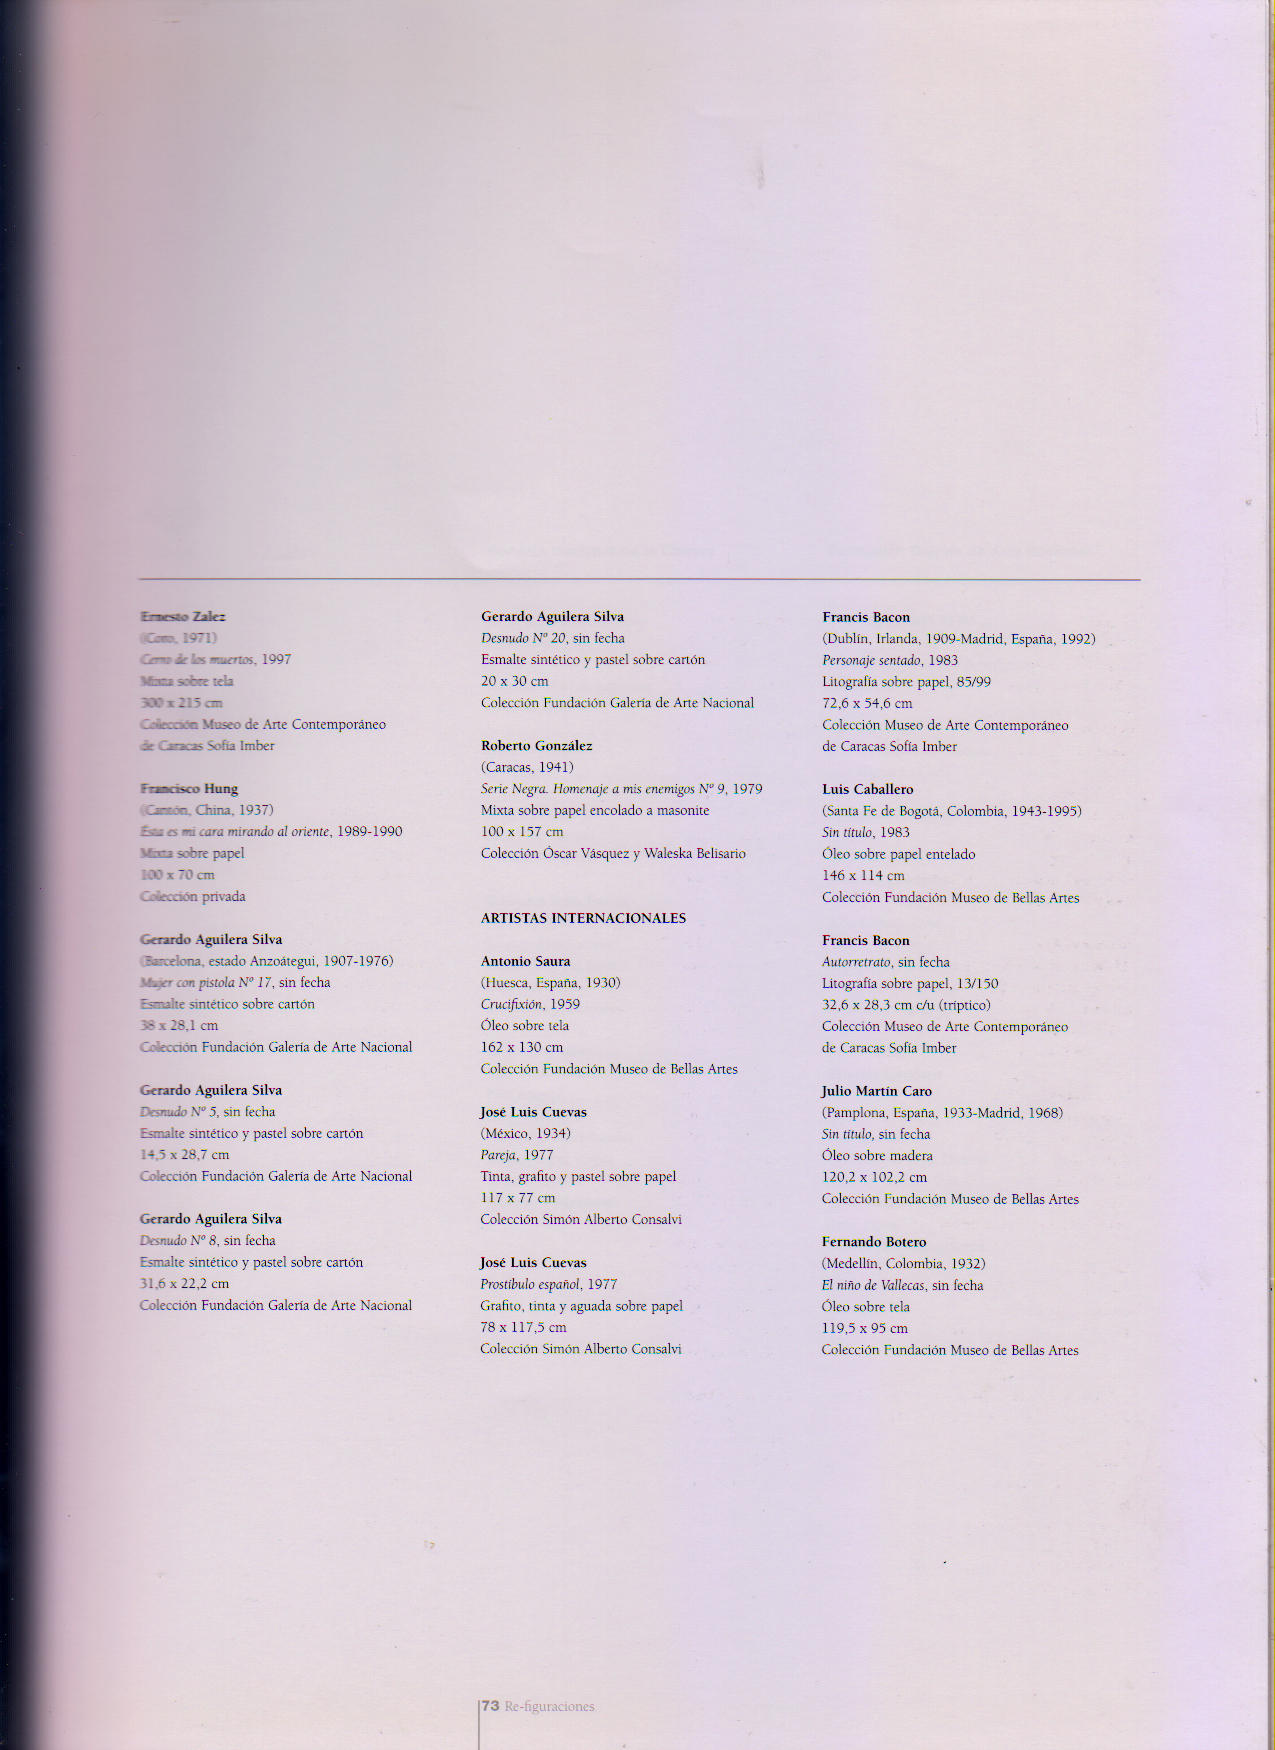 Ernesto Zalez
(Coro, 1971)
Cerro de los muertos, 1997
Mixta sobre tela
300 x 215 cm
Colección Museo de Arte Contemporáneo
de Caracas Sofía Imber
Francisco Hung
(Cantón, China, 1937)
Ésta es mi cara mirando al oriente, 1989-1990
Mixta sobre papel
100 x 70 cm
Colección privada
Gerardo Aguilera Silva
(Barcelona, estado Anzoátegui, 1907-1976)
Mujer con pistola Nº 17, sin fecha
Esmalte sintético sobre cartón
38 x 28,1 cm
Colección Fundación Galería de Arte Nacional
Gerardo Aguilera Silva
Desnudo Nº 5, sin fecha
Esmalte sintético y pastel sobre cartón
14,5 x 28,7 cm
Colección Fundación Galería de Arte Nacional
Gerardo Aguilera Silva
Desnudo Nº 8, sin fecha
Esmalte sintético y pastel sobre cartón
31,6 x 22,2 cm
Colección Fundación Galería de Arte Nacional
Gerardo Aguilera Silva
Desnudo Nº 20, sin fecha
Esmalte sintético y pastel sobre cartón
20 x 30 cm
Colección Fundación Galería de Arte Nacional
Roberto González
(Caracas, 1941)
Serie Negra. Homenaje a mis enemigos Nº 9, 1979
Mixta sobre papel encolado a masonite
100 x 157 cm
Colección Óscar Vásquez y Waleska Belisario
ARTISTAS INTERNACIONALES
Antonio Saura
(Huesca, España, 1930)
Crucifixión, 1959
Óleo sobre tela
162 x 130 cm
Colección Fundación Museo de Bellas Artes
José Luis Cuevas
(México, 1934)
Pareja, 1977
Tinta, grafito y pastel sobre papel
117 x 77 cm
Colección Simón Alberto Consalvi
José Luis Cuevas
Prostíbulo español, 1977
Grafito, tinta y aguada sobre papel
78 x 117,5 cm
Colección Simón Alberto Consalvi
Francis Bacon
(Dublín, Irlanda, 1909-Madrid, España, 1992)
Personaje sentado, 1983
Litografía sobre papel, 85/99
72,6 x 54,6 cm
Colección Museo de Arte Contemporáneo
de Caracas Sofía Imber
Luis Caballero
(Santa Fe de Bogotá, Colombia, 1943-1995)
Sin título, 1983
Óleo sobre papel entelado
146 x 114 cm
Colección Fundación Museo de Bellas Artes
Francis Bacon
Autorretrato, sin fecha
Litografía sobre papel, 13/150
32,6 x 28,3 cm c/u (tríptico)
Colección Museo de Arte Contemporáneo
de Caracas Sofía Imber
Julio Martín Caro
(Pamplona, España, 1933-Madrid, 1968)
Sin título, sin fecha
Óleo sobre madera
120,2 x 102,2 cm
Colección Fundación Museo de Bellas Artes
Fernando Botero
(Medellín, Colombia, 1932)
El niño de Vallecas, sin fecha
Óleo sobre tela
119,5 x 95 cm
Colección Fundación Museo de Bellas Artes
73 Re-figuraciones